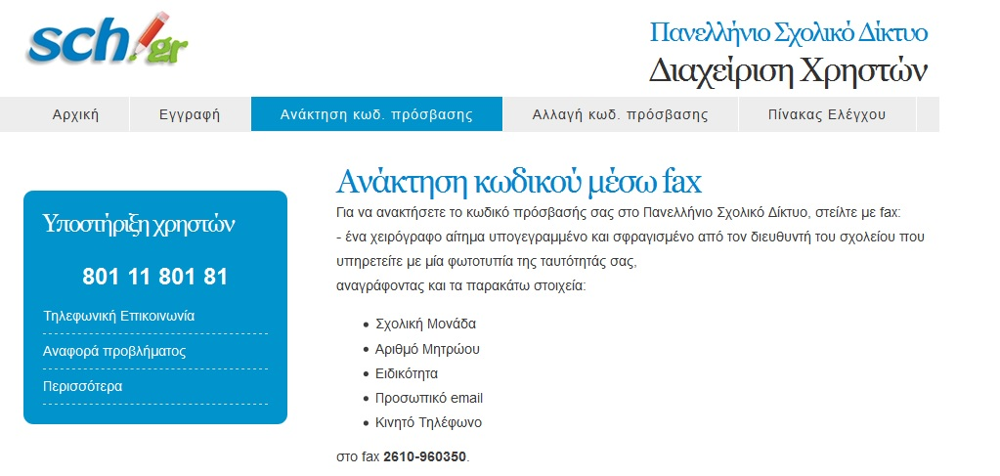 sch.gr
Πανελλήνιο Σχολικό Δίκτυο
Διαχείριση Χρηστών
Αρχική Εγγραφή Ανάκτηση κωδ. πρόσβασης Αλλαγή κωδ. πρόσβασης Πίνακας Ελέγχου
Υποστήριξη χρηστών
801 11 801 81
Τηλεφωνική Επικοινωνία
Αναφορά προβλήματος
Περισσότερα
Ανάκτηση κωδικού μέσω fax
Για να ανακτήσετε το κωδικό πρόσβασής σας στο Πανελλήνιο Σχολικό Δίκτυο, στείλτε με fax:
- ένα χειρόγραφο αίτημα υπογεγραμμένο και σφραγισμένο από τον διευθυντή του σχολείου που
υπηρετείτε με μία φωτοτυπία της ταυτότητάς σας,
αναγράφοντας και τα παρακάτω στοιχεία:
• Σχολική Μονάδα
• Αριθμό Μητρώου
• Ειδικότητα
• Προσωπικό email
• Κινητό Τηλέφωνο
στο fax 2610-960350.